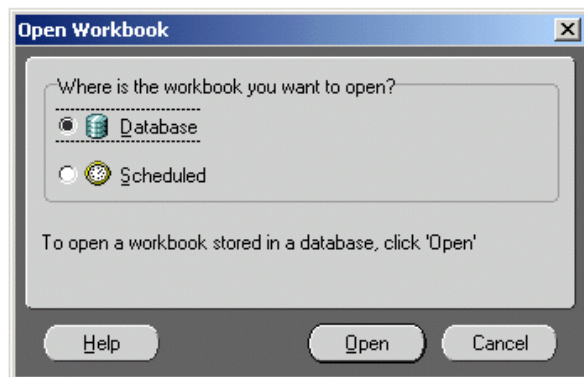 Open Workbook
Where is the workbook you want to open?
Database
Scheduled
To open a workbook stored in a database, click 'Open'
Help Open Cancel